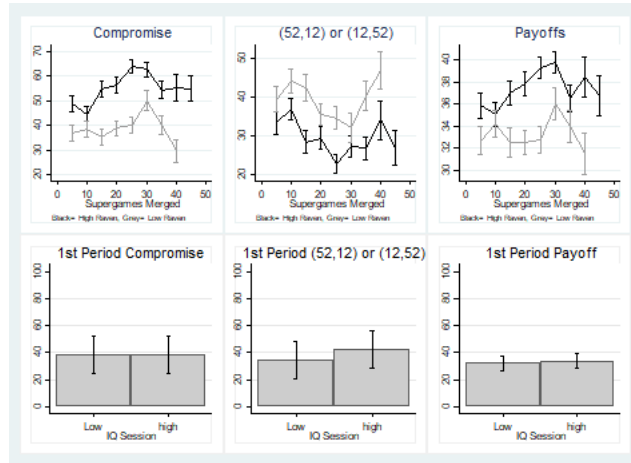 Compromise
70
60
50
40
30
20
0 10 20 30 40 50
Supergames Merged
Black= High Raven, Grey= Low Raven
(52,12) or (12,52)
50
40
30
20
0 10 20 30 40 50
Supergames Merged
Black= High Raven, Grey= Low Raven
Payoffs
40
38
36
34
32
30
0 10 20 30 40 50
Supergames Merged
Black= High Raven, Grey= Low Raven
1st Period Compromise
100
80
60
40
20
0
Low high
IQ Session
1st Period (52,12) or (12,52)
100
80
60
40
20
0
Low high
IQ Session
1st Period Payoff
100
80
60
40
20
0
Low high
IQ Session